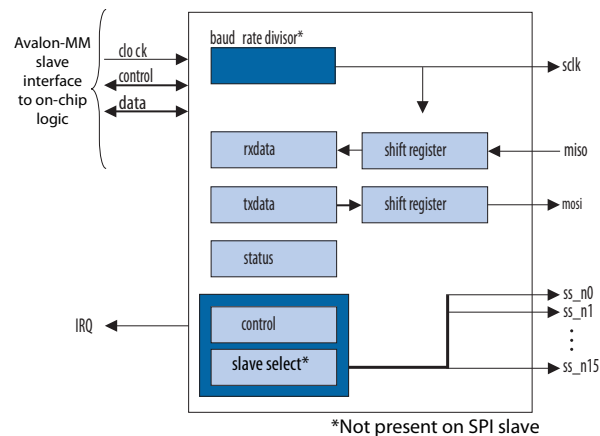 Avalon-MM
slave
interface
to on-chip
logic
clo ck
control
data
baud rate divisor*
sclk
rxdata
shift register
miso
txdata
shift register
mosi
status
IRQ
control
slave select*
ss_n0
ss_n1
ss_n15
*Not present on SPI slave